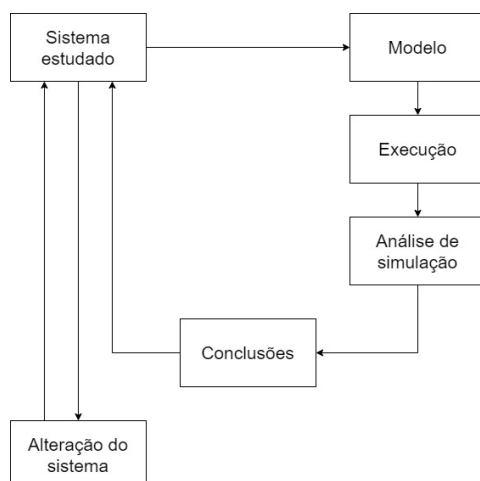 Sistema
estudado
Modelo
Execução
Análise de
simulação
Conclusões
Alteração do
sistema